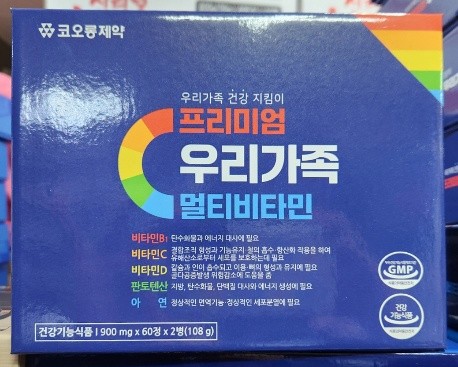 코오롱제약
우리가족 건강 지킴이
프리미엄
우리가족
멀티비타민
비타민B₁ 탄수화물과 에너지 대사에 필요
비타민C 결합조직 형성과 기능유지·철의 흡수·항산화 작용을 하여
유해산소로부터 세포를 보호하는데 필요
비타민D 칼슘과 인이 흡수되고 이용·뼈의 형성과 유지에 필요
골다공증발생 위험감소에 도움을 줌
판토텐산 지방, 탄수화물, 단백질 대사와 에너지 생성에 필요
아 연 정상적인 면역기능·정상적인 세포분열에 필요
건강기능식품 | 900 mg x 60정 x 2병(108 g)
GMP
건강
기능식품